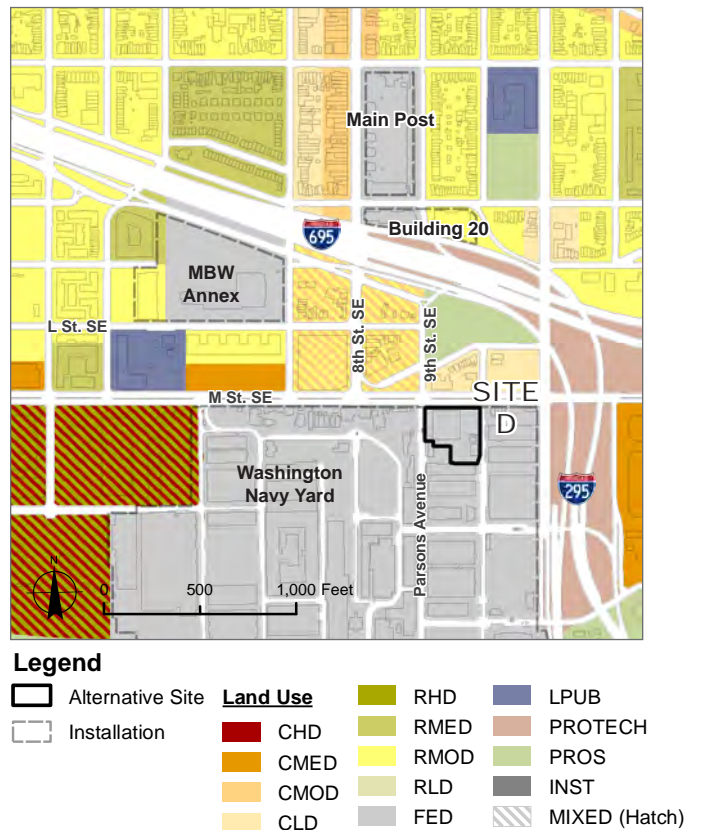 Main Post
INTERSTATE
695
Building 20
MBW
Annex
8th St. SE
9th St. SE
L St. SE
M St. SE
SITE
D
Washington
Navy Yard
Parsons Avenue
INTERSTATE
295
N
0 500 1,000 Feet
Legend
Alternative Site
Installation
Land Use
CHD
CMED
CMOD
CLD
RHD
RMED
RMOD
RLD
FED
LPUB
PROTECH
PROS
INST
MIXED (Hatch)